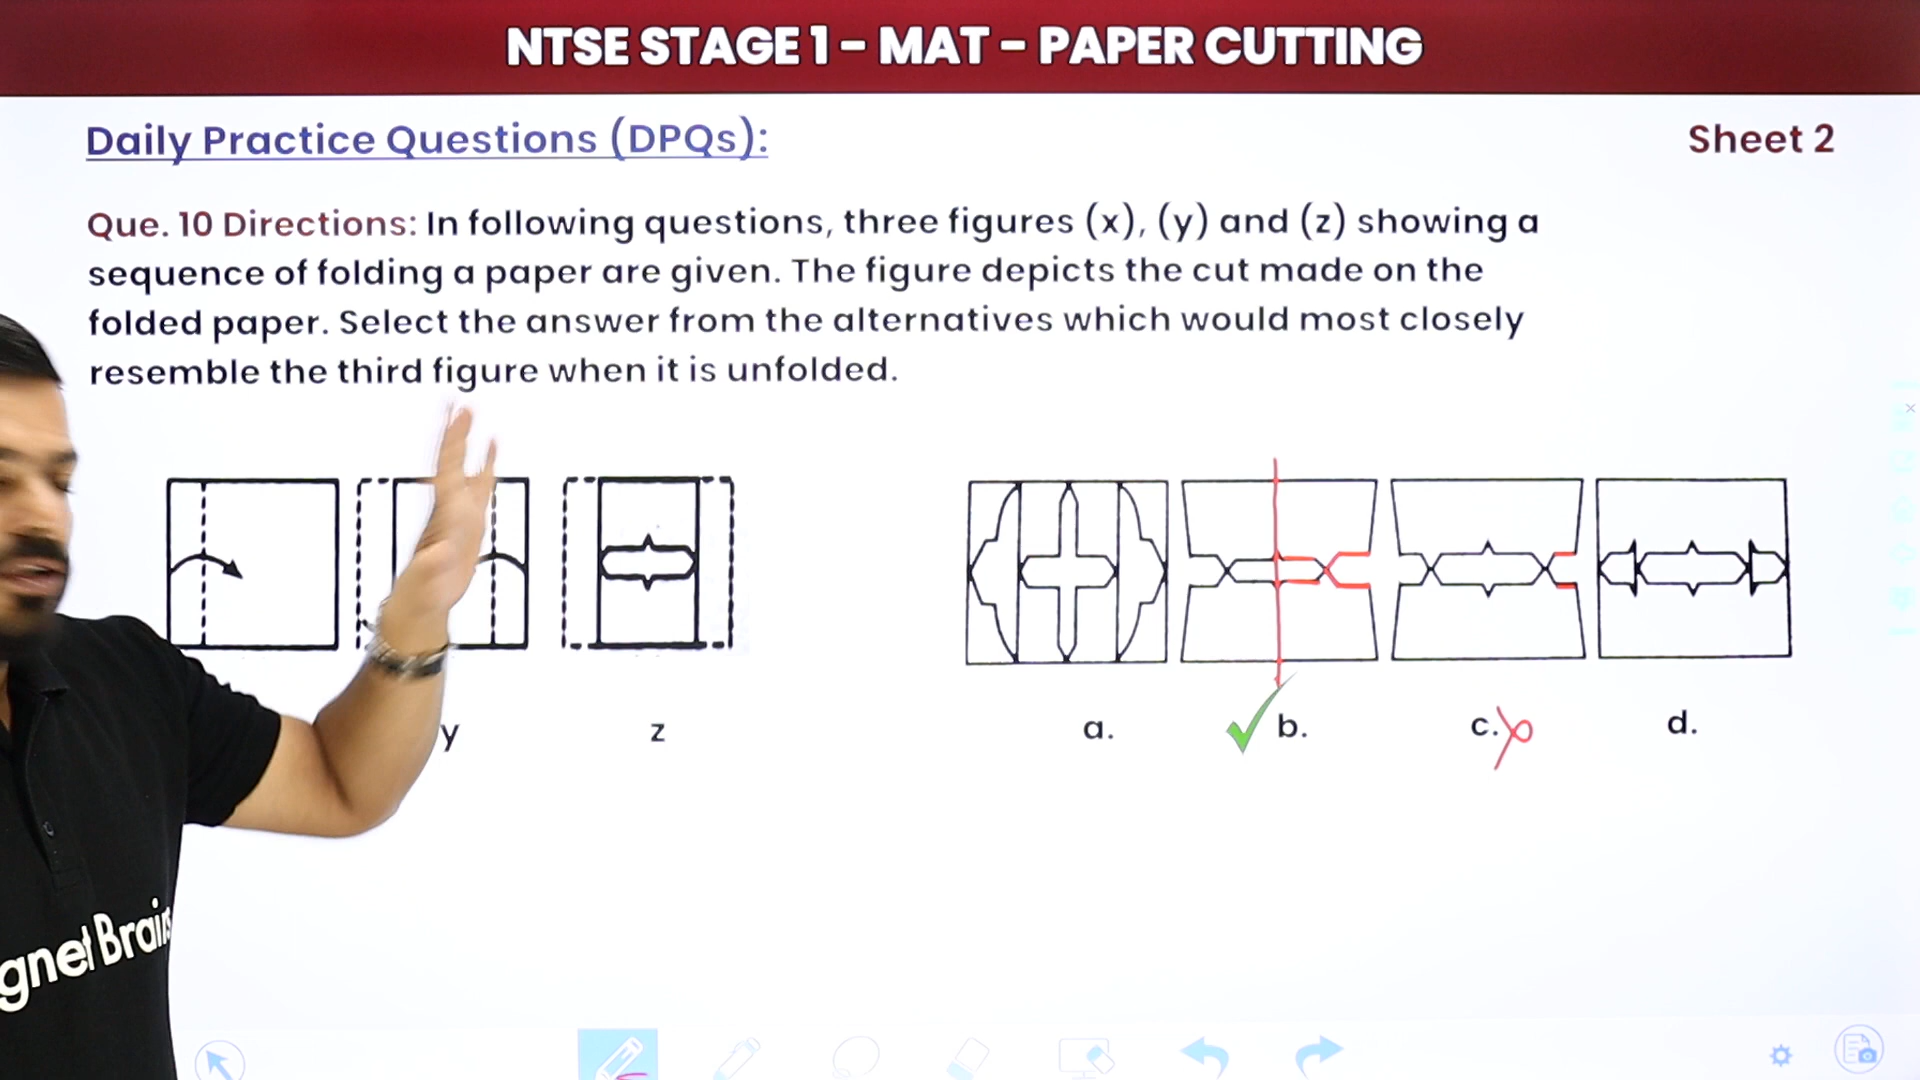 NTSE STAGE 1 – MAT – PAPER CUTTING
Daily Practice Questions (DPQs):
Sheet 2
Que. 10 Directions: In following questions, three figures (x), (y) and (z) showing a
sequence of folding a paper are given. The figure depicts the cut made on the
folded paper. Select the answer from the alternatives which would most closely
resemble the third figure when it is unfolded.
y
z
a.
b.
c.
d.
gnet Brains